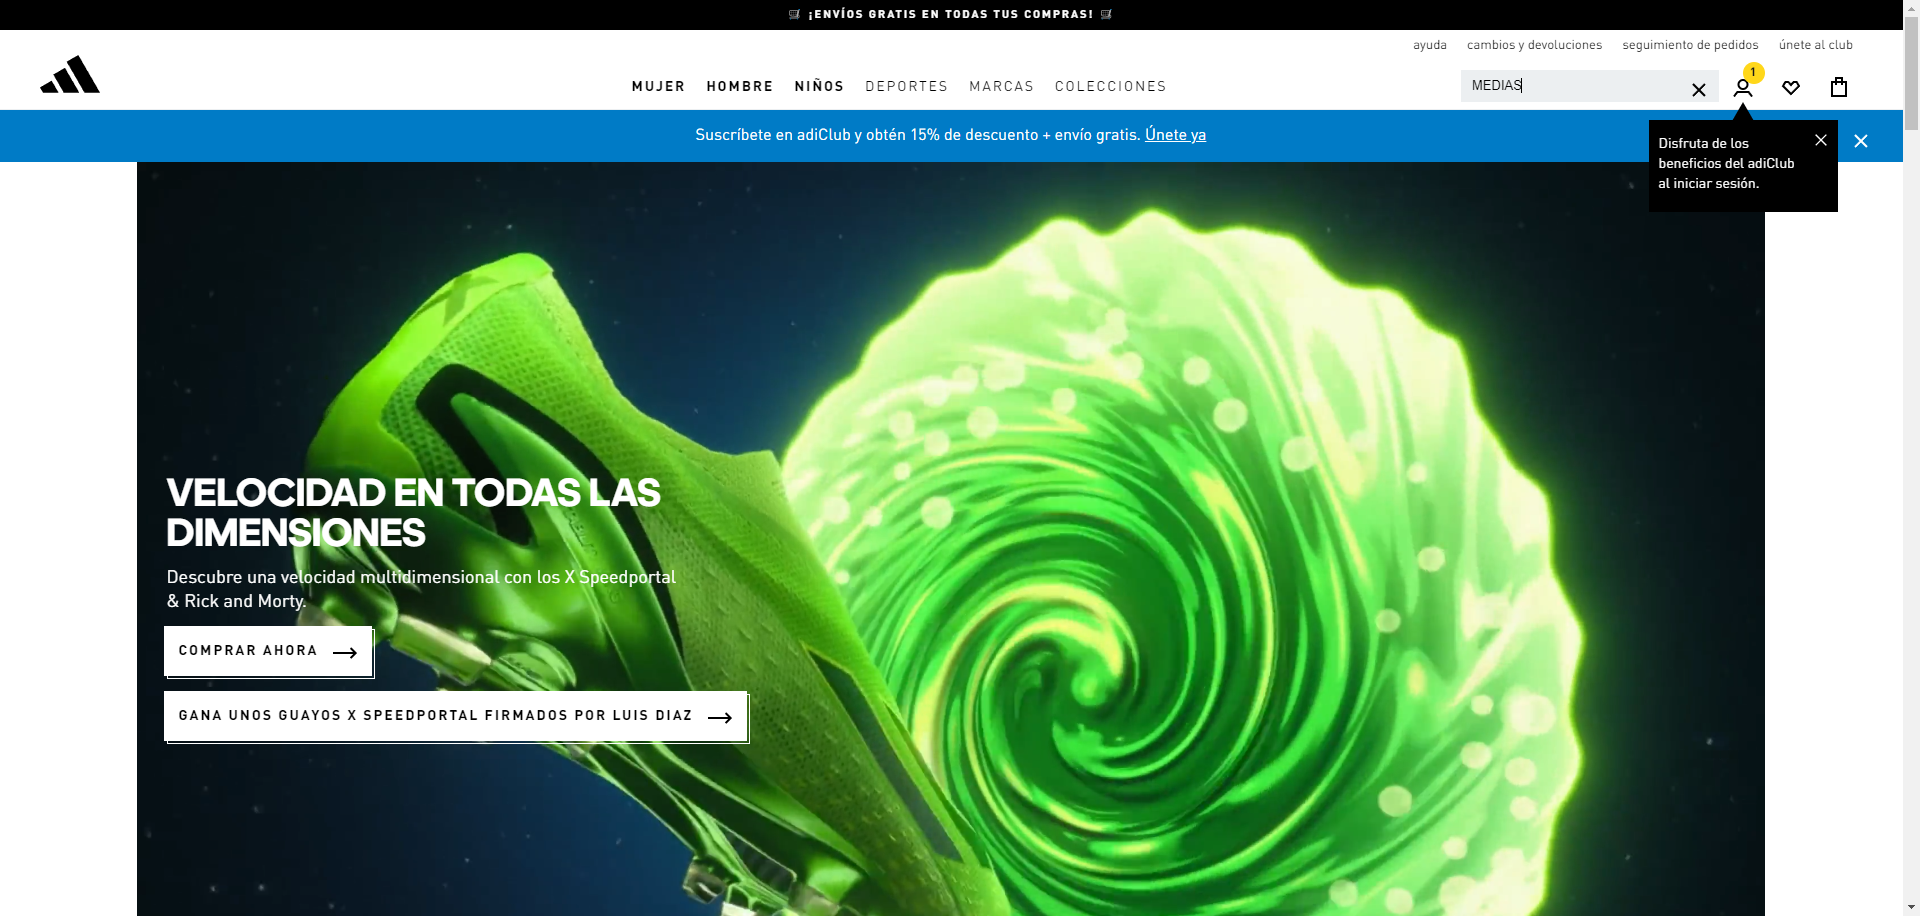 ¡ENVÍOS GRATIS EN TODAS TUS COMPRAS!
ayuda cambios y devoluciones seguimiento de pedidos únete al club
MUJER HOMBRE NIÑOS DEPORTES MARCAS COLECCIONES
MEDIAS
1
Suscríbete en adiClub y obtén 15% de descuento + envío gratis. Únete ya
Disfruta de los
beneficios del adiClub
al iniciar sesión.
VELOCIDAD EN TODAS LAS
DIMENSIONES
Descubre una velocidad multidimensional con los X Speedportal
& Rick and Morty.
COMPRAR AHORA
GANA UNOS GUAYOS X SPEEDPORTAL FIRMADOS POR LUIS DIAZ